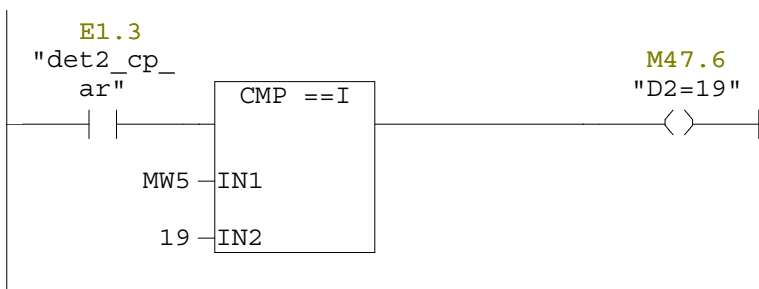 E1.3
"det2_cp_
ar"
M47.6
"D2=19"
CMP ==I
MW5
IN1
19
IN2